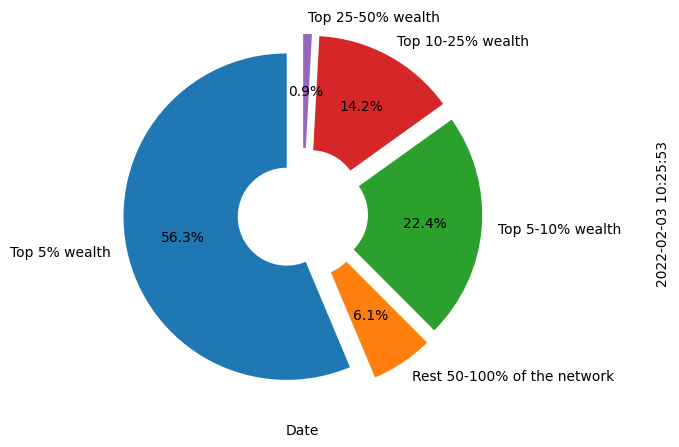 Top 25-50% wealth
Top 10-25% wealth
0.9%
14.2%
22.4%
Top 5-10% wealth
56.3%
Top 5% wealth
6.1%
Rest 50-100% of the network
Date
2022-02-03 10:25:53